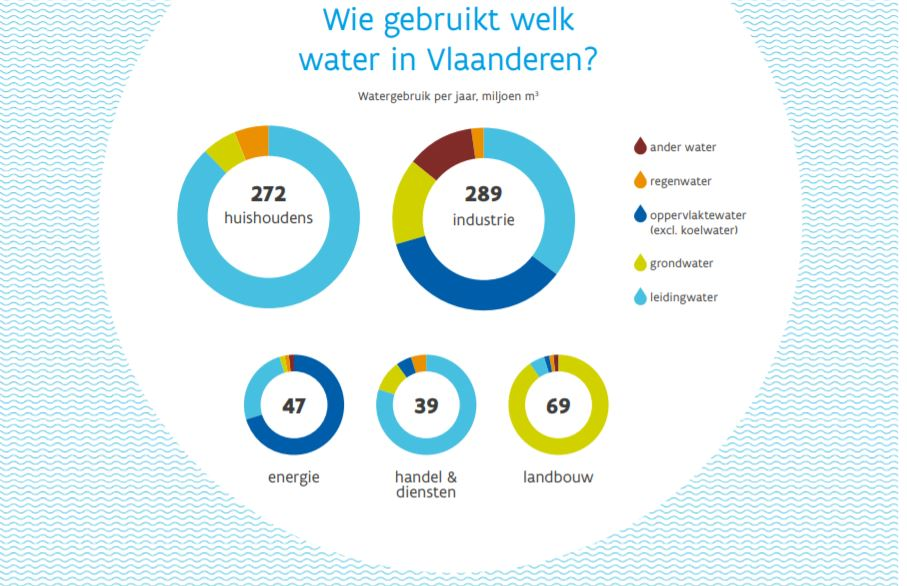 Wie gebruikt welk
water in Vlaanderen?
Watergebruik per jaar, miljoen m³
272
huishoudens
289
industrie
ander water
regenwater
oppervlaktewater
(excl. koelwater)
grondwater
leidingwater
47
energie
39
handel &
diensten
69
landbouw